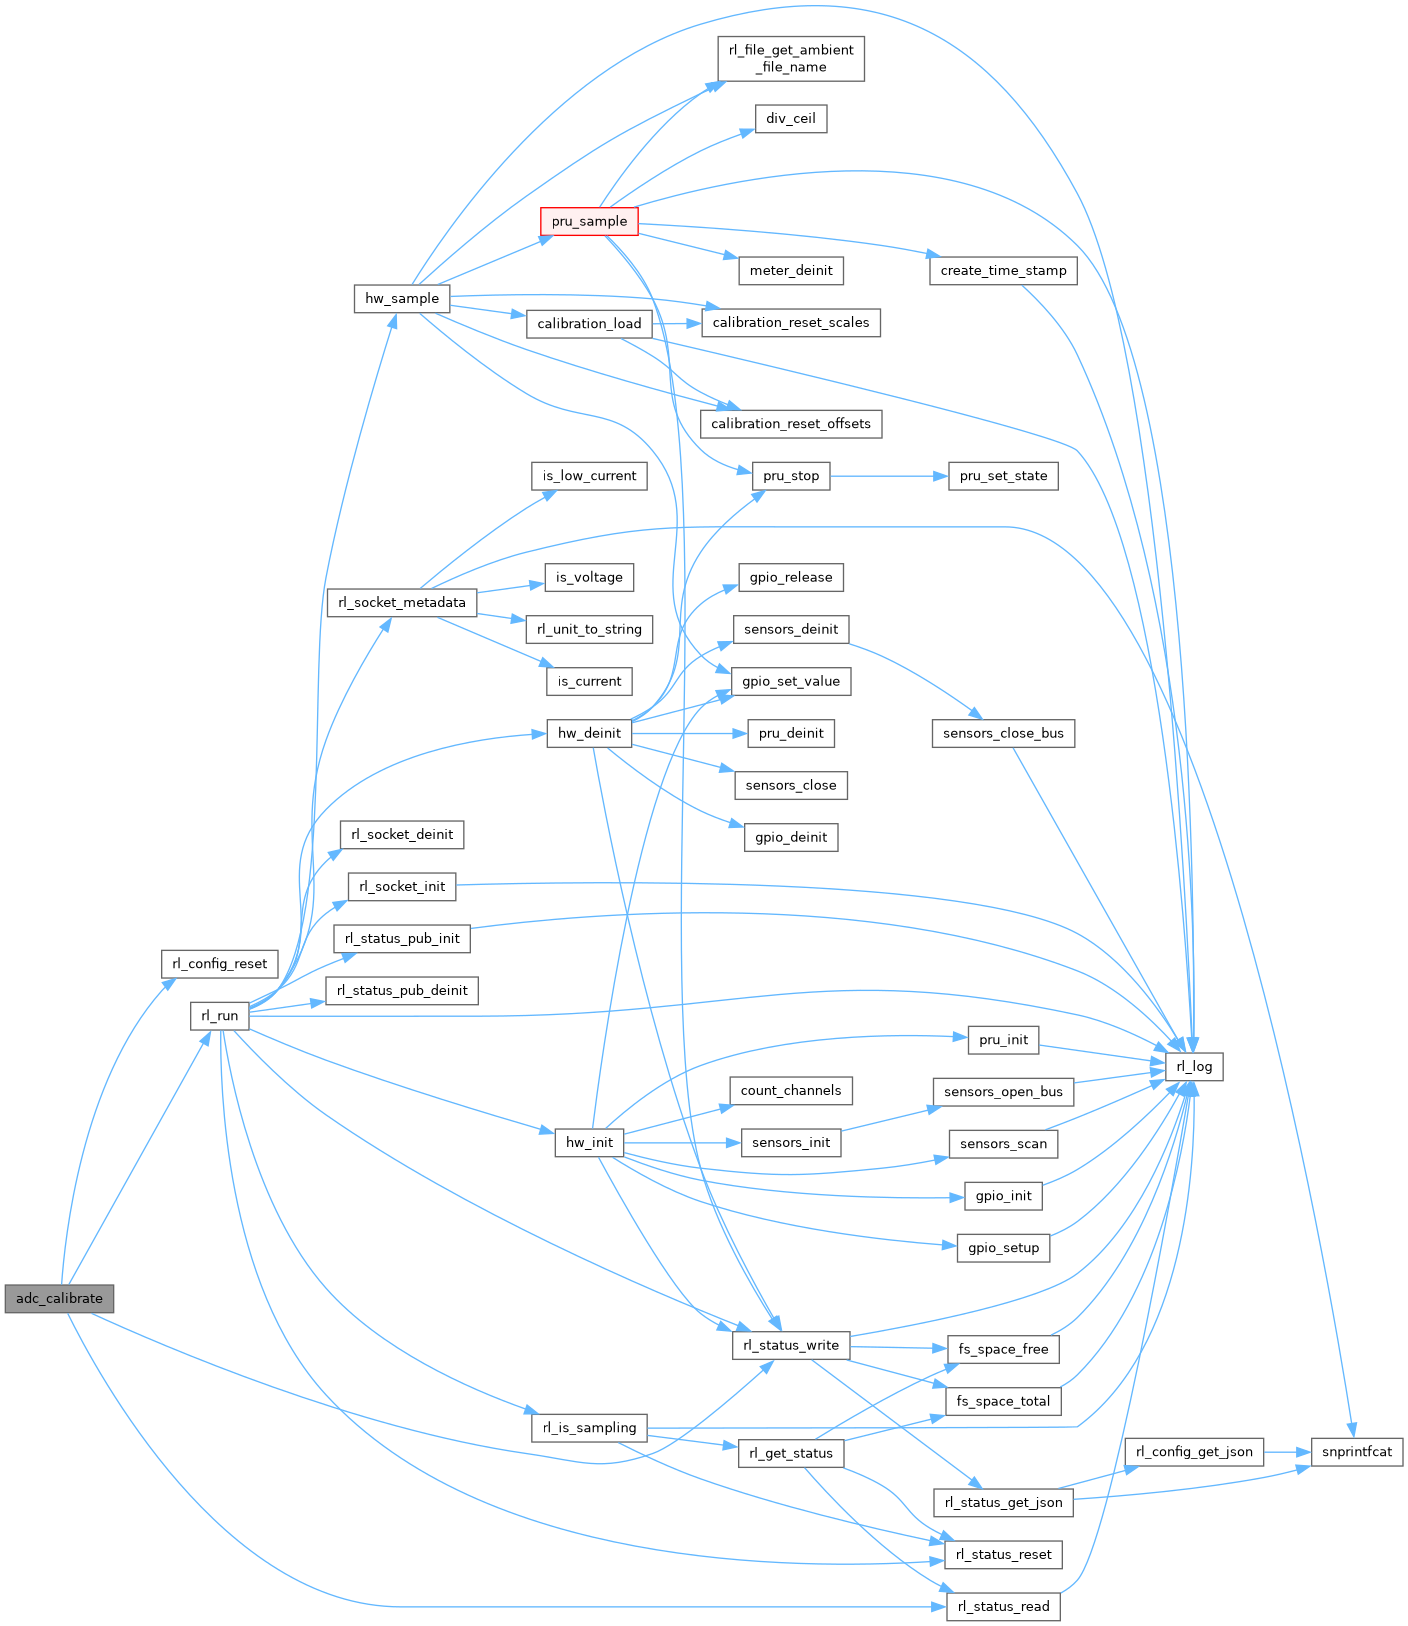 rl_file_get_ambient
_file_name
div_ceil
pru_sample
meter_deinit
create_time_stamp
hw_sample
calibration_load
calibration_reset_scales
calibration_reset_offsets
is_low_current
pru_stop
pru_set_state
rl_socket_metadata
is_voltage
gpio_release
rl_unit_to_string
sensors_deinit
is_current
gpio_set_value
hw_deinit
pru_deinit
sensors_close_bus
sensors_close
rl_socket_deinit
gpio_deinit
rl_socket_init
rl_status_pub_init
rl_config_reset
rl_status_pub_deinit
rl_run
pru_init
rl_log
count_channels
sensors_open_bus
hw_init
sensors_init
sensors_scan
gpio_init
gpio_setup
adc_calibrate
rl_status_write
fs_space_free
fs_space_total
rl_is_sampling
rl_get_status
rl_config_get_json
snprintfcat
rl_status_get_json
rl_status_reset
rl_status_read